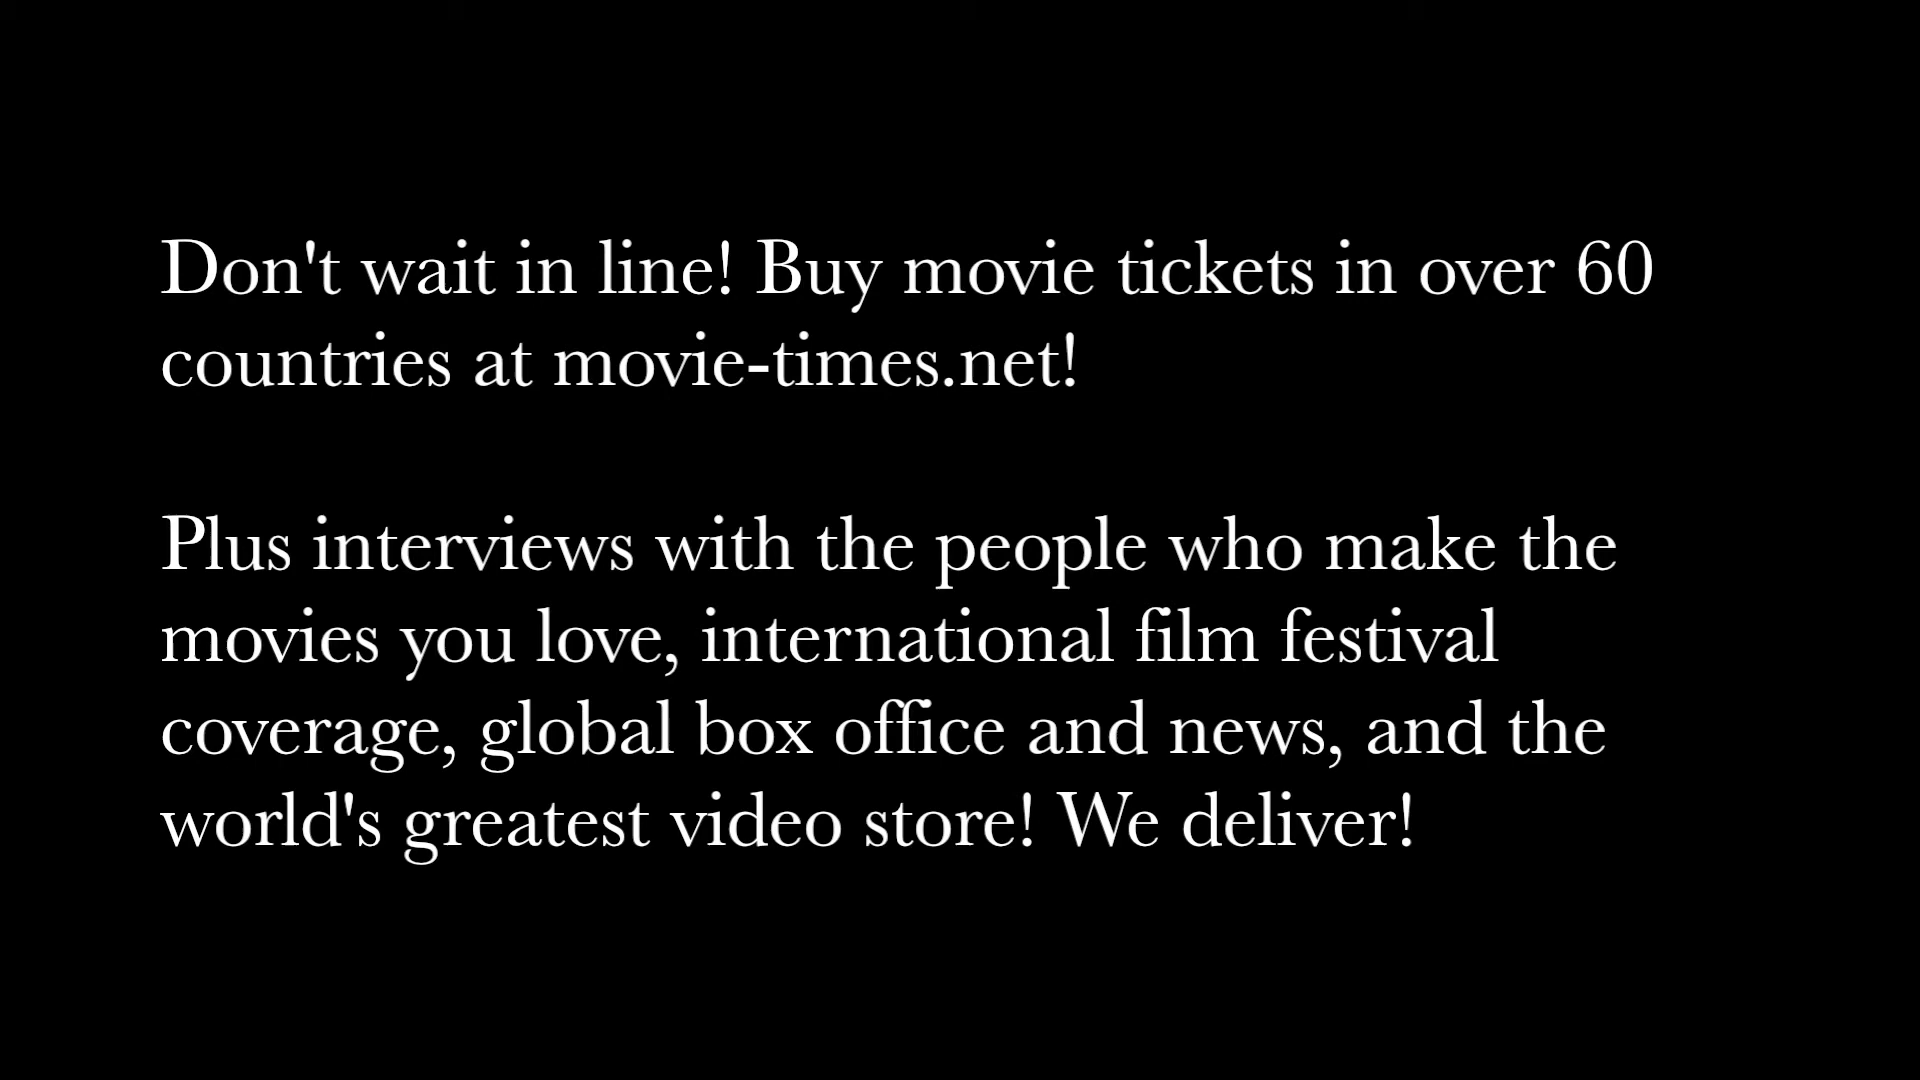 Don't wait in line! Buy movie tickets in over 60
countries at movie-times.net!
Plus interviews with the people who make the
movies you love, international film festival
coverage, global box office and news, and the
world's greatest video store! We deliver!